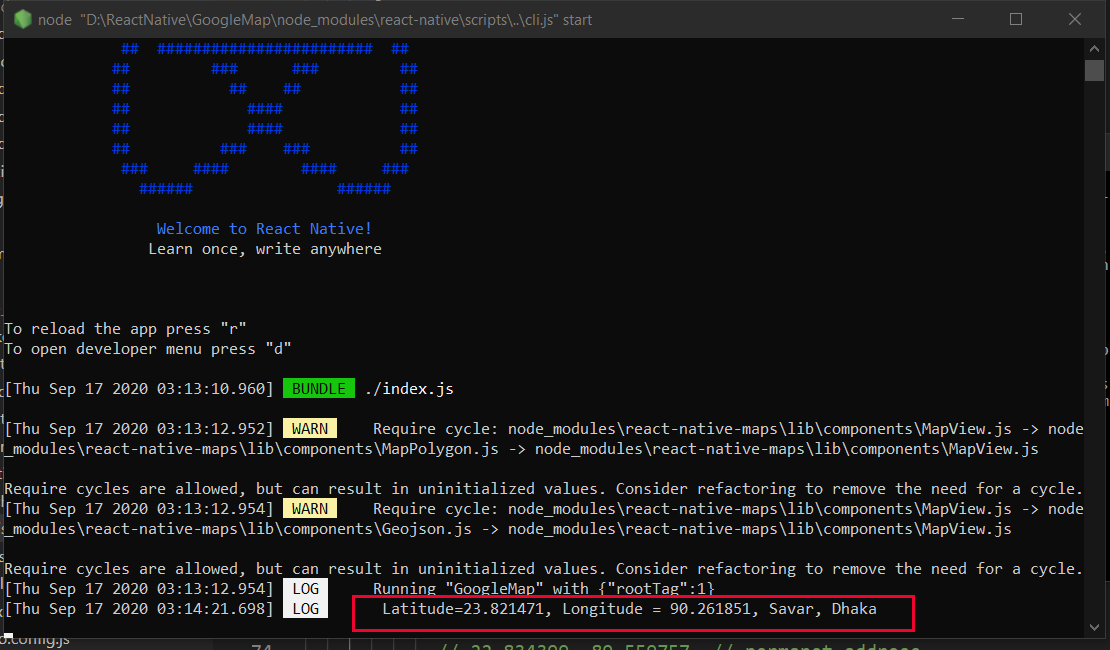 node "D:\ReactNative\GoogleMap\node_modules\react-native\scripts\..\cli.js" start
## ######################## ##
## ### ### ##
## ## ## ##
## #### ##
## #### ##
## ### ### ##
### #### #### ###
###### ######
Welcome to React Native!
Learn once, write anywhere
To reload the app press "r"
To open developer menu press "d"
[Thu Sep 17 2020 03:13:10.960] BUNDLE ./index.js
[Thu Sep 17 2020 03:13:12.952] WARN Require cycle: node_modules\react-native-maps\lib\components\MapView.js -> node
_modules\react-native-maps\lib\components\MapPolygon.js -> node_modules\react-native-maps\lib\components\MapView.js
Require cycles are allowed, but can result in uninitialized values. Consider refactoring to remove the need for a cycle.
[Thu Sep 17 2020 03:13:12.954] WARN Require cycle: node_modules\react-native-maps\lib\components\MapView.js -> node
_modules\react-native-maps\lib\components\Geojson.js -> node_modules\react-native-maps\lib\components\MapView.js
Require cycles are allowed, but can result in uninitialized values. Consider refactoring to remove the need for a cycle.
[Thu Sep 17 2020 03:13:12.954] LOG Running "GoogleMap" with {"rootTag":1}
[Thu Sep 17 2020 03:14:21.698] LOG Latitude=23.821471, Longitude = 90.261851, Savar, Dhaka